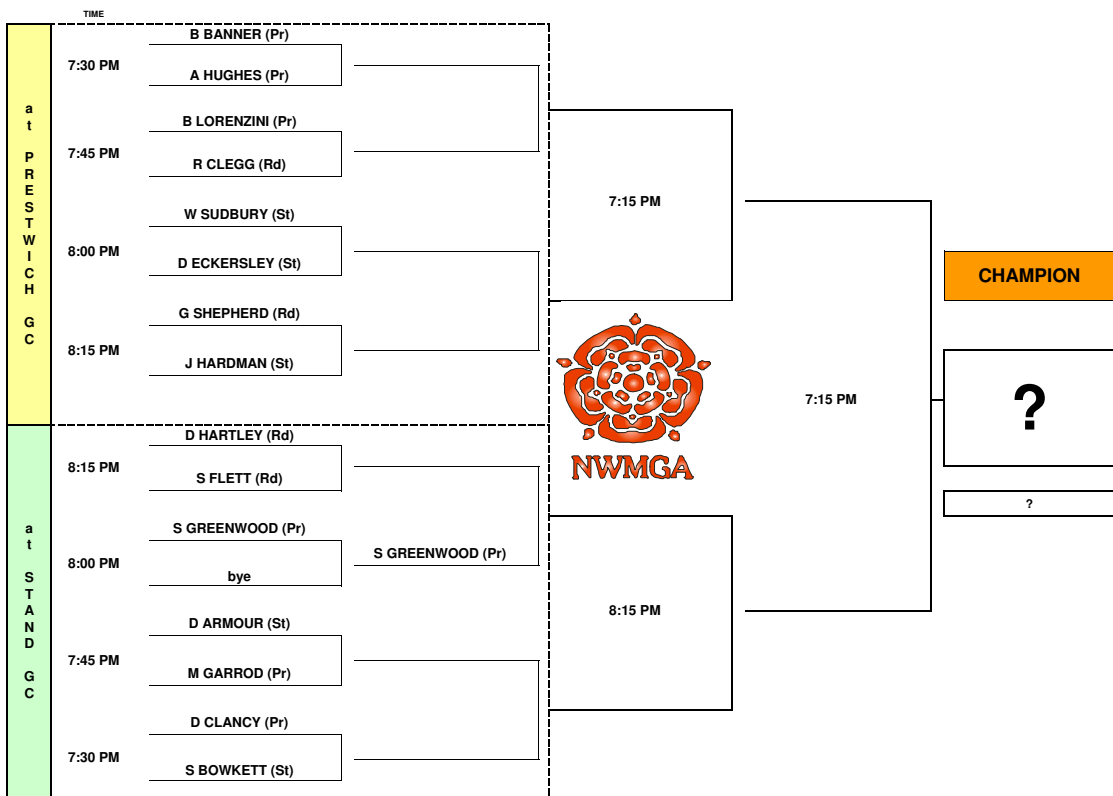 TIME
at PRESTWICH GC
B BANNER (Pr)
7:30 PM
A HUGHES (Pr)
B LORENZINI (Pr)
7:45 PM
R CLEGG (Rd)
W SUDBURY (St)
8:00 PM
D ECKERSLEY (St)
G SHEPHERD (Rd)
8:15 PM
J HARDMAN (St)
at STAND GC
D HARTLEY (Rd)
8:15 PM
S FLETT (Rd)
S GREENWOOD (Pr)
8:00 PM
bye
S GREENWOOD (Pr)
D ARMOUR (St)
7:45 PM
M GARROD (Pr)
D CLANCY (Pr)
7:30 PM
S BOWKETT (St)
7:15 PM
NWMGA
8:15 PM
7:15 PM
CHAMPION
?
?